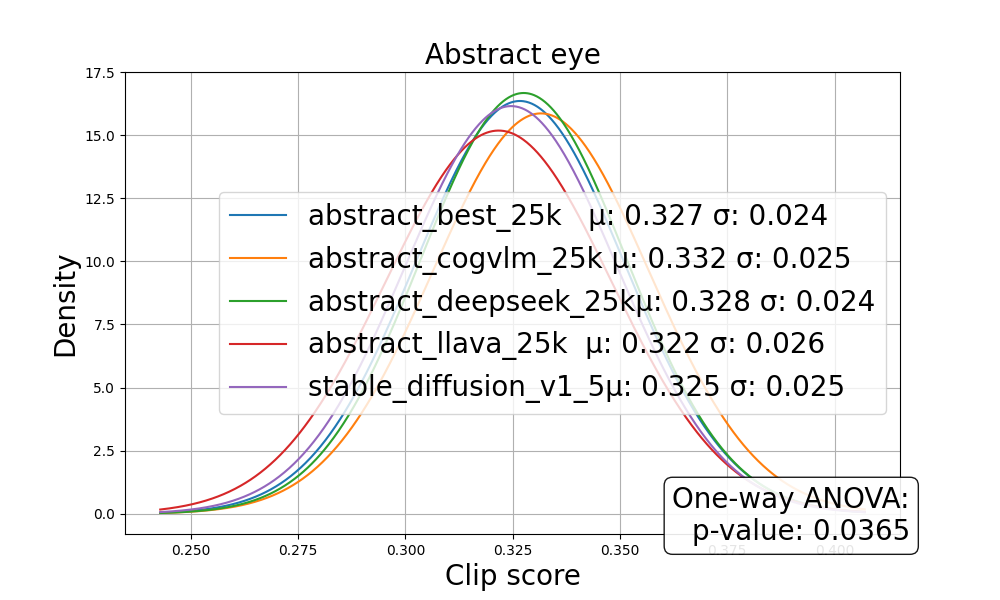 Abstract eye
17.5
15.0
12.5
10.0
7.5
5.0
2.5
0.0
Density
abstract_best_25k μ: 0.327 σ: 0.024
abstract_cogvlm_25k μ: 0.332 σ: 0.025
abstract_deepseek_25kμ: 0.328 σ: 0.024
abstract_llava_25k μ: 0.322 σ: 0.026
stable_diffusion_v1_5μ: 0.325 σ: 0.025
One-way ANOVA:
p-value: 0.0365
0.250 0.275 0.300 0.325 0.350 0.375 0.400
Clip score